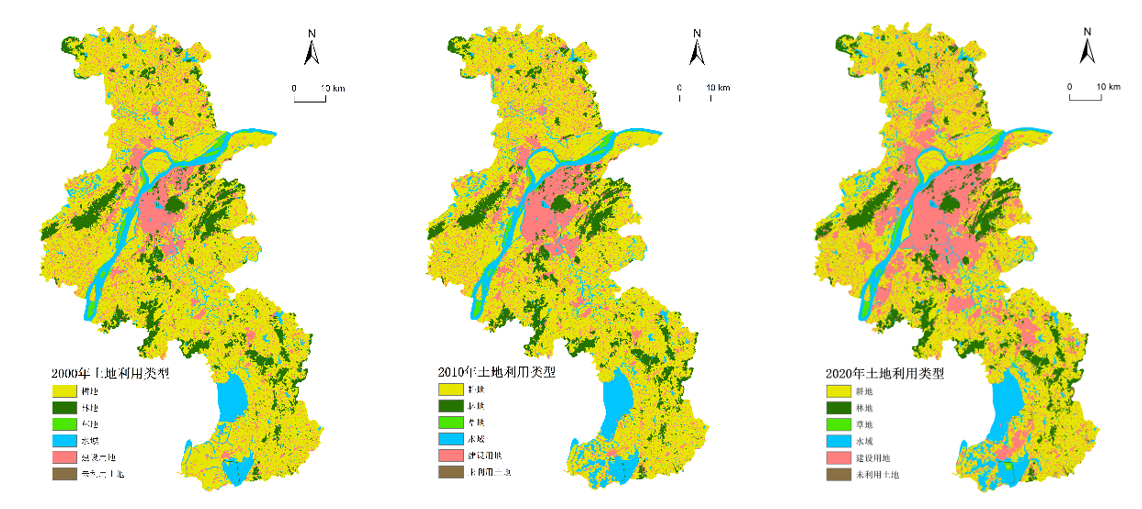 N
0 10 km
2000年土地利用类型
耕地
林地
草地
水域
建设用地
未利用土地
N
0 10 km
2010年土地利用类型
耕地
林地
草地
水域
建设用地
未利用土地
N
0 10 km
2020年土地利用类型
耕地
林地
草地
水域
建设用地
未利用土地